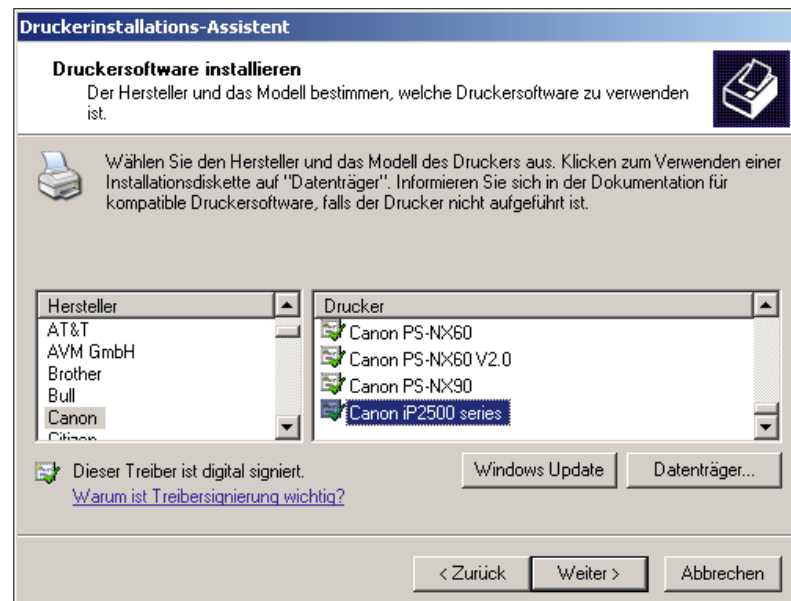 Druckerinstallations-Assistent
Druckersoftware installieren
Der Hersteller und das Modell bestimmen, welche Druckersoftware zu verwenden
ist.
Wählen Sie den Hersteller und das Modell des Druckers aus. Klicken zum Verwenden einer
Installationsdiskette auf "Datenträger". Informieren Sie sich in der Dokumentation für
kompatible Druckersoftware, falls der Drucker nicht aufgeführt ist.
Hersteller
AT&T
AVM GmbH
Brother
Bull
Canon
Citizen
Drucker
Canon PS-NX60
Canon PS-NX60 V2.0
Canon PS-NX90
Canon iP2500 series
Dieser Treiber ist digital signiert.
Warum ist Treibersignierung wichtig?
Windows Update
Datenträger...
< Zurück
Weiter >
Abbrechen